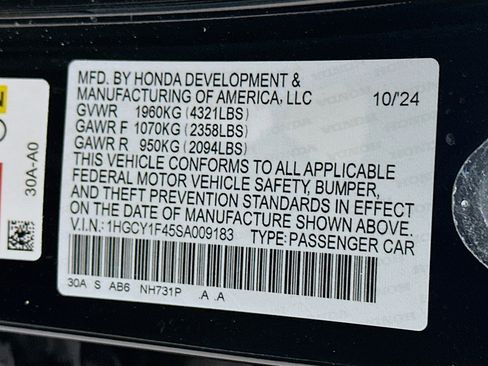 MFD. BY HONDA DEVELOPMENT &
MANUFACTURING OF AMERICA, LLC 10/'24
GVWR 1960KG (4321LBS)
GAWR F 1070KG (2358LBS)
GAWR R 950KG (2094LBS)
THIS VEHICLE CONFORMS TO ALL APPLICABLE
FEDERAL MOTOR VEHICLE SAFETY, BUMPER,
AND THEFT PREVENTION STANDARDS IN EFFECT
ON THE DATE OF MANUFACTURE SHOWN ABOVE.
V.I.N.: 1HGCY1F45SA009183 TYPE: PASSENGER CAR
30A S AB6 NH731P .A .A
30A-A0